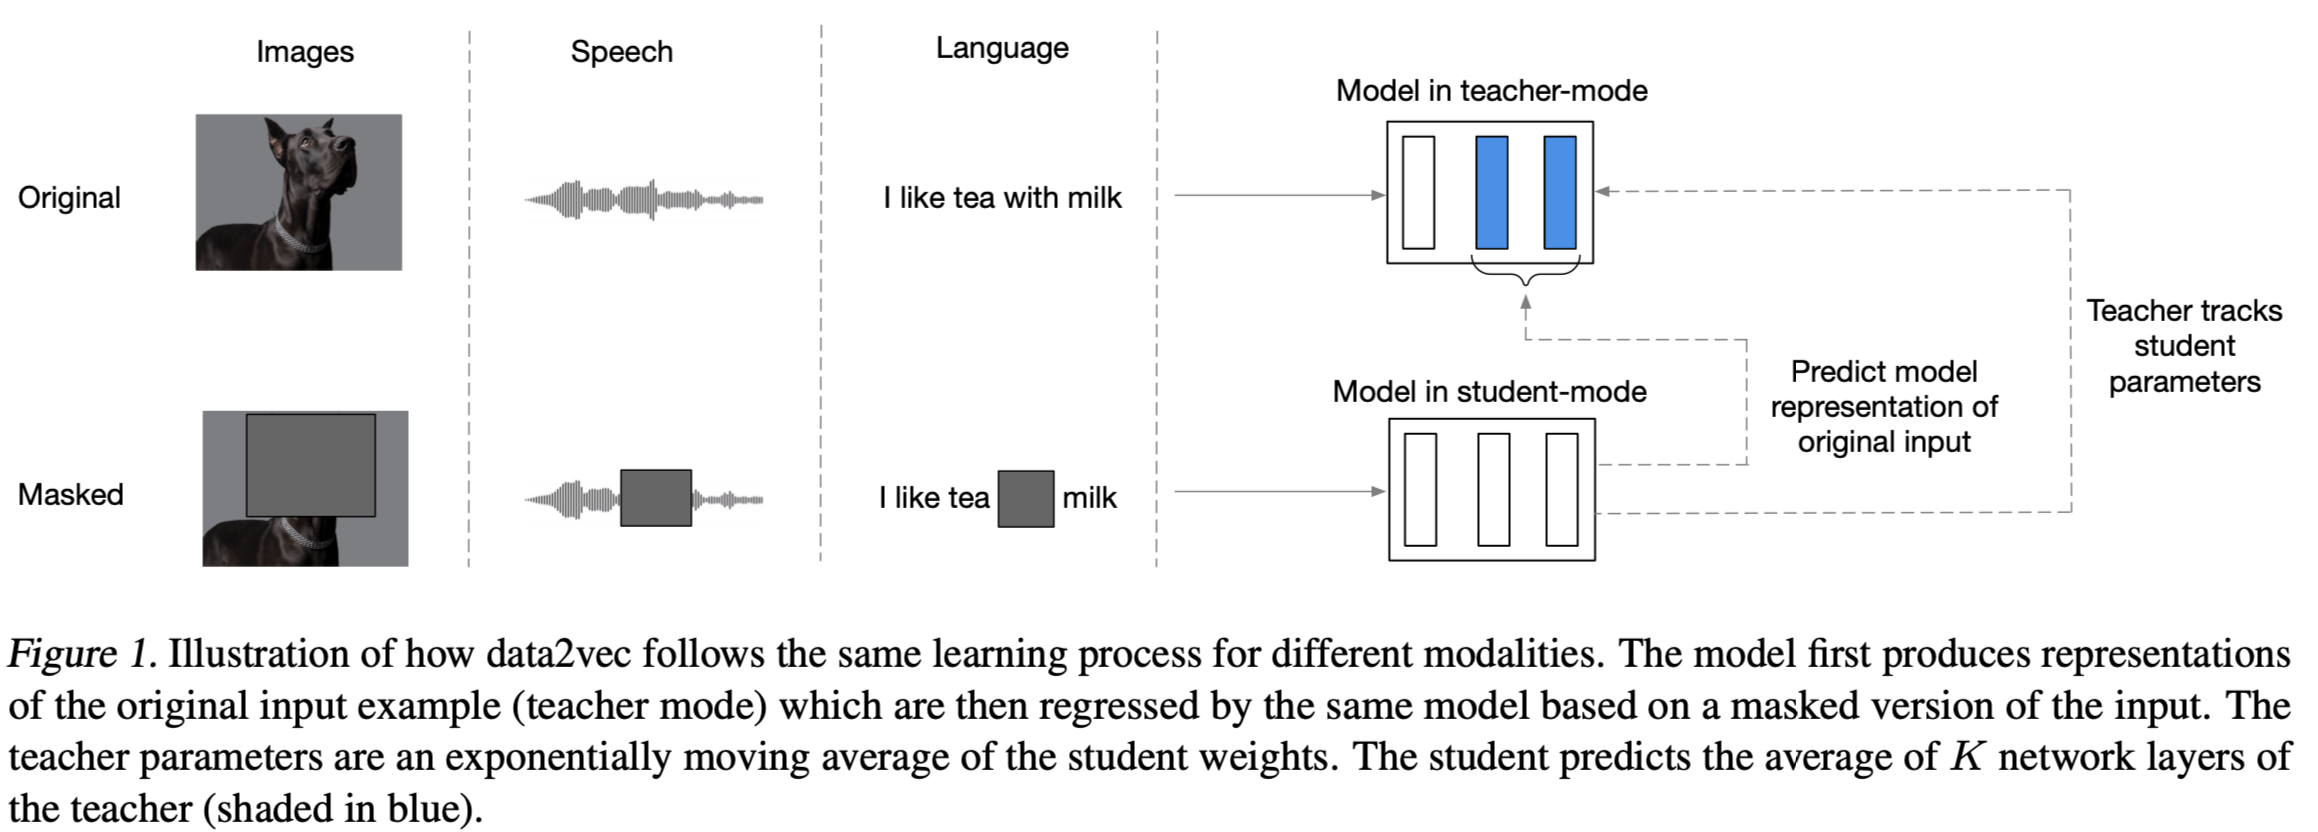 Images
Speech
Language
Model in teacher-mode
Original
I like tea with milk
Teacher tracks
student
parameters
Predict model
representation of
original input
Model in student-mode
Masked
I like tea milk
Figure 1. Illustration of how data2vec follows the same learning process for different modalities. The model first produces representations
of the original input example (teacher mode) which are then regressed by the same model based on a masked version of the input. The
teacher parameters are an exponentially moving average of the student weights. The student predicts the average of K network layers of
the teacher (shaded in blue).